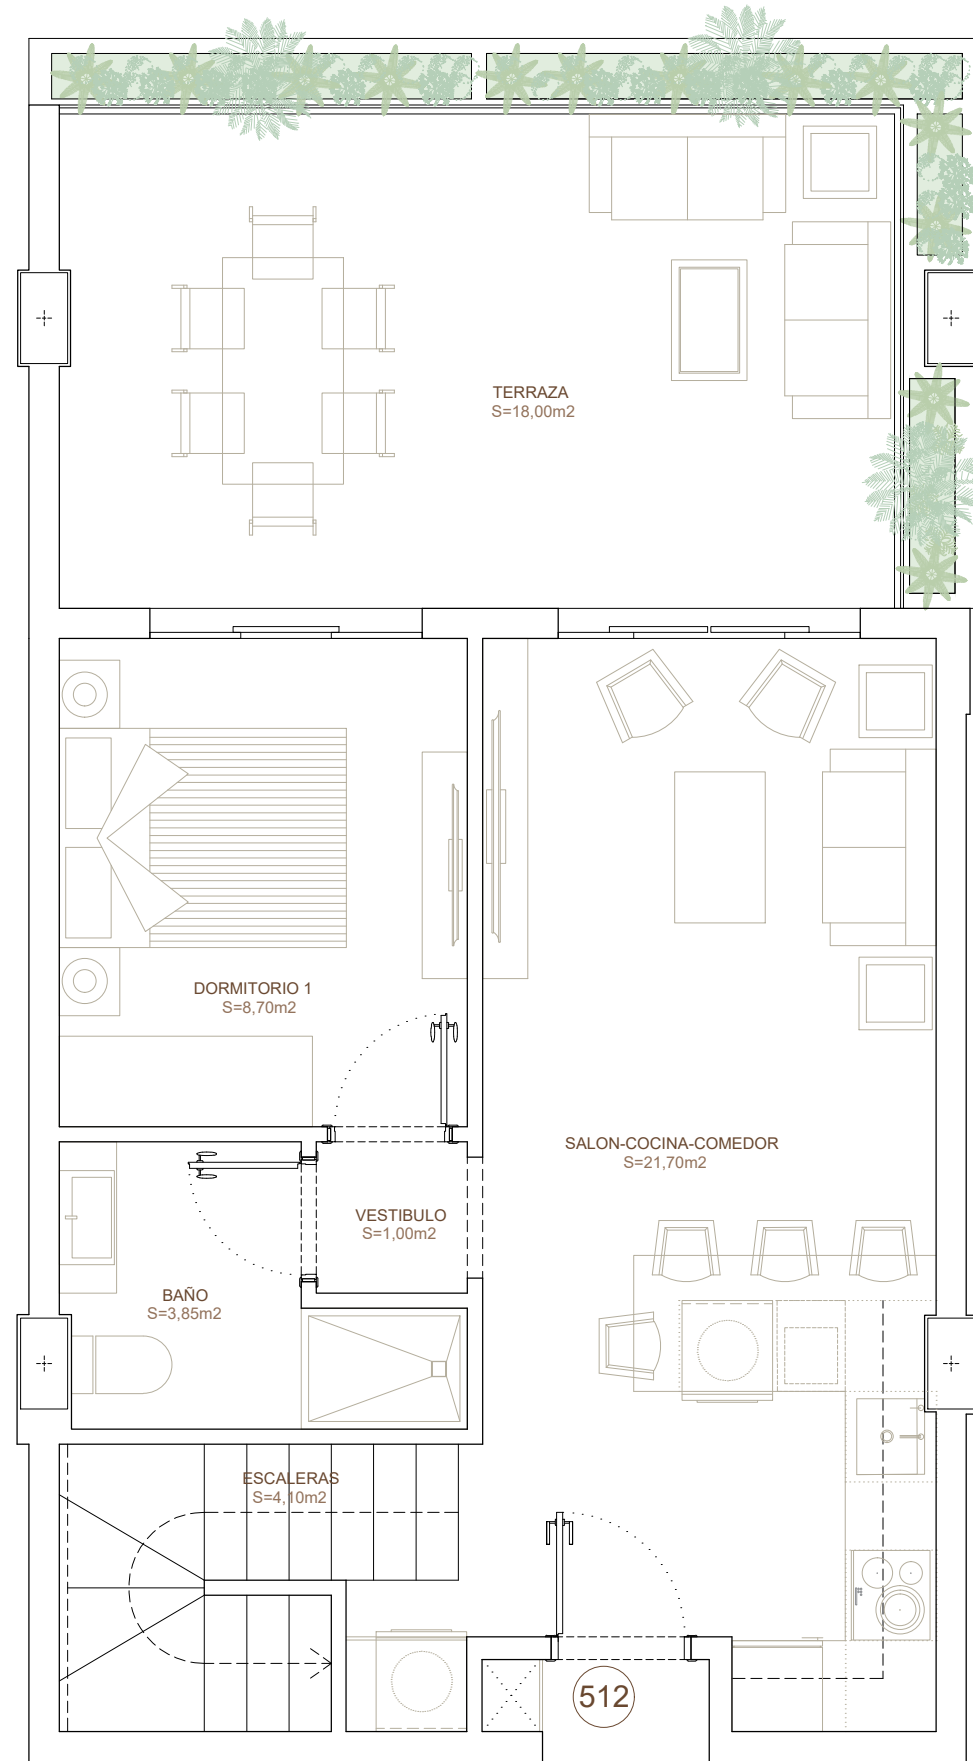 TERRAZA
S=18,00m2
DORMITORIO 1
S=8,70m2
SALON-COCINA-COMEDOR
S=21,70m2
VESTIBULO
S=1,00m2
BAÑO
S=3,85m2
ESCALERAS
S=4,10m2
512